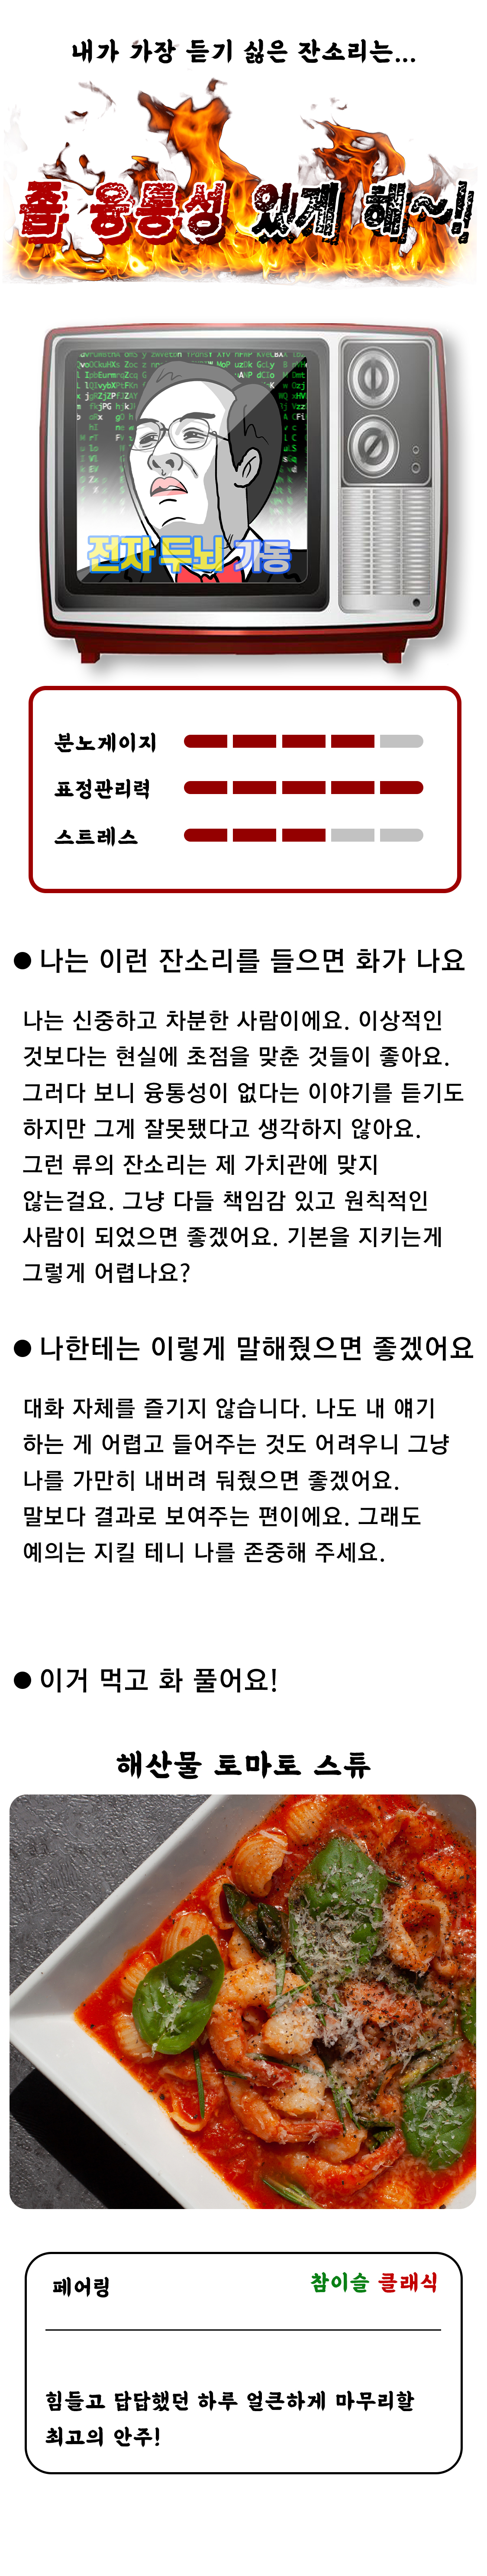 내가 가장 듣기 싫은 잔소리는...
좀 융통성 있게 해~!!
전자두뇌 가동
분노게이지
표정관리력
스트레스
● 나는 이런 잔소리를 들으면 화가 나요
나는 신중하고 차분한 사람이에요. 이상적인
것보다는 현실에 초점을 맞춘 것들이 좋아요.
그러다 보니 융통성이 없다는 이야기를 듣기도
하지만 그게 잘못됐다고 생각하지 않아요.
그런 류의 잔소리는 제 가치관에 맞지
않는걸요. 그냥 다들 책임감 있고 원칙적인
사람이 되었으면 좋겠어요. 기본을 지키는게
그렇게 어렵나요?
● 나한테는 이렇게 말해줬으면 좋겠어요
대화 자체를 즐기지 않습니다. 나도 내 얘기
하는 게 어렵고 들어주는 것도 어려우니 그냥
나를 가만히 내버려 둬줬으면 좋겠어요.
말보다 결과로 보여주는 편이에요. 그래도
예의는 지킬 테니 나를 존중해 주세요.
● 이거 먹고 화 풀어요!
해산물 토마토 스튜
페어링
참이슬 클래식
힘들고 답답했던 하루 얼큰하게 마무리할
최고의 안주!